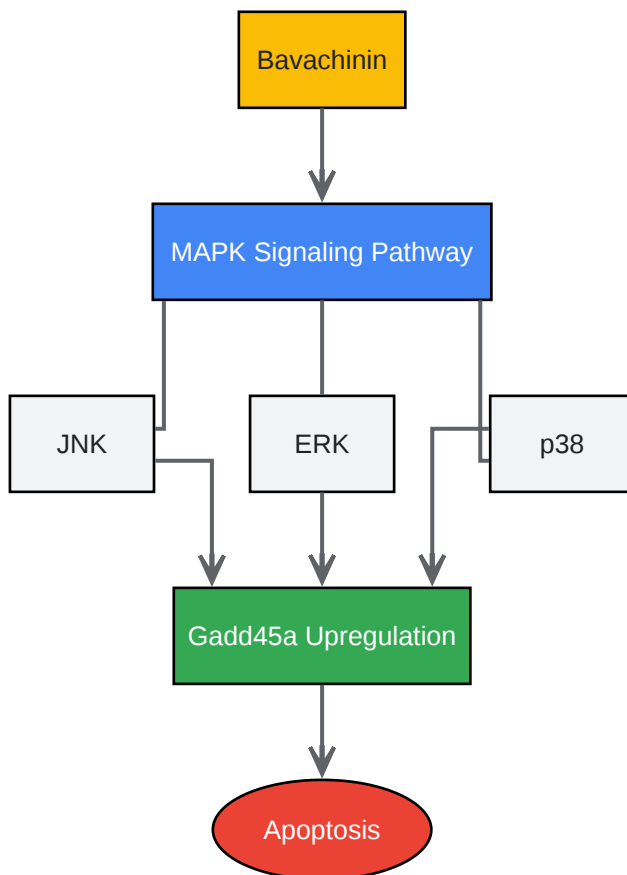 Bavachinin
MAPK Signaling Pathway
JNK
ERK
p38
Gadd45a Upregulation
Apoptosis